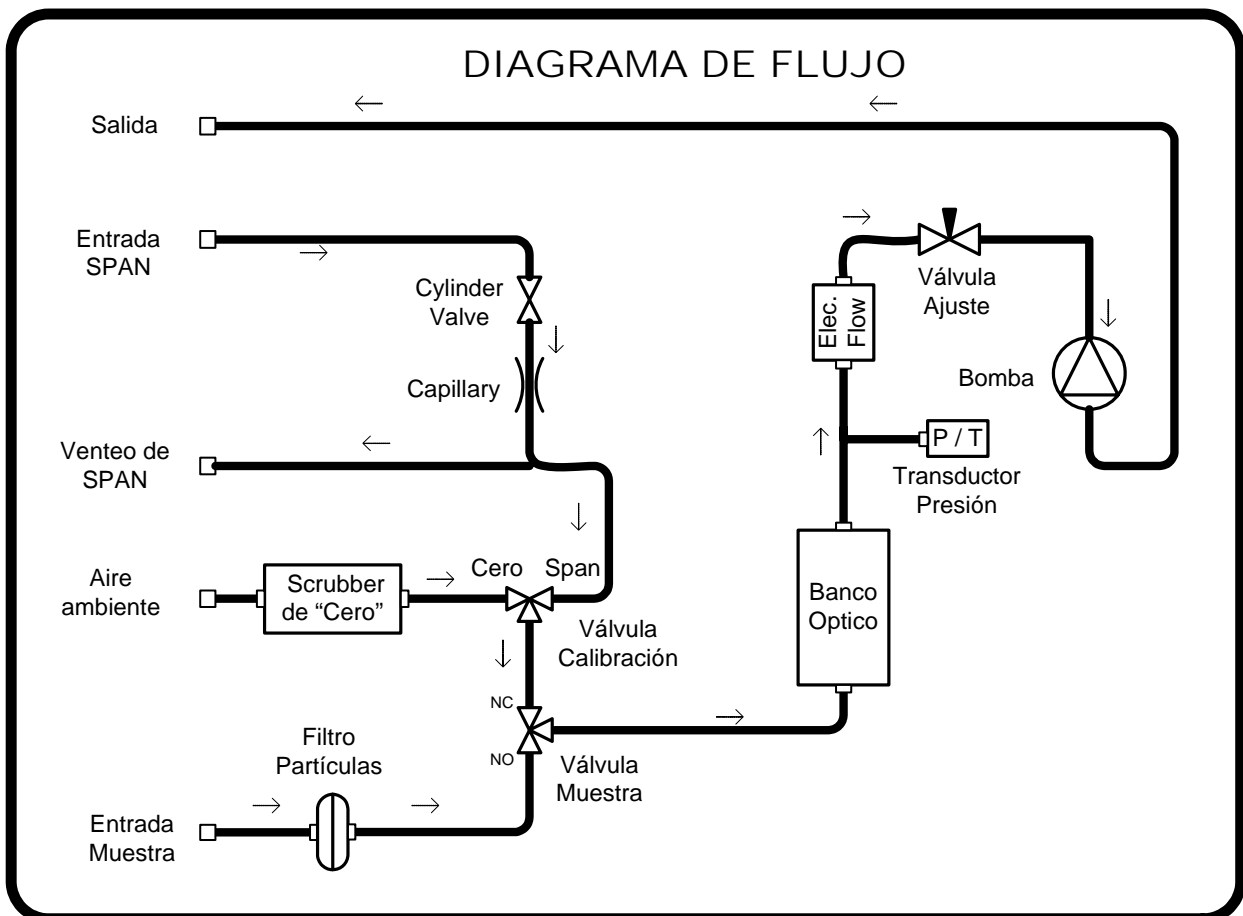 DIAGRAMA DE FLUJO
Salida
Entrada
SPAN
Cylinder
Valve
Elec.
Flow
Válvula
Ajuste
Capillary
Bomba
Venteo de
SPAN
P / T
Transductor
Presión
Aire
ambiente
Scrubber
de “Cero”
Cero
Span
Válvula
Calibración
Banco
Optico
NC
NO
Válvula
Muestra
Filtro
Partículas
Entrada
Muestra